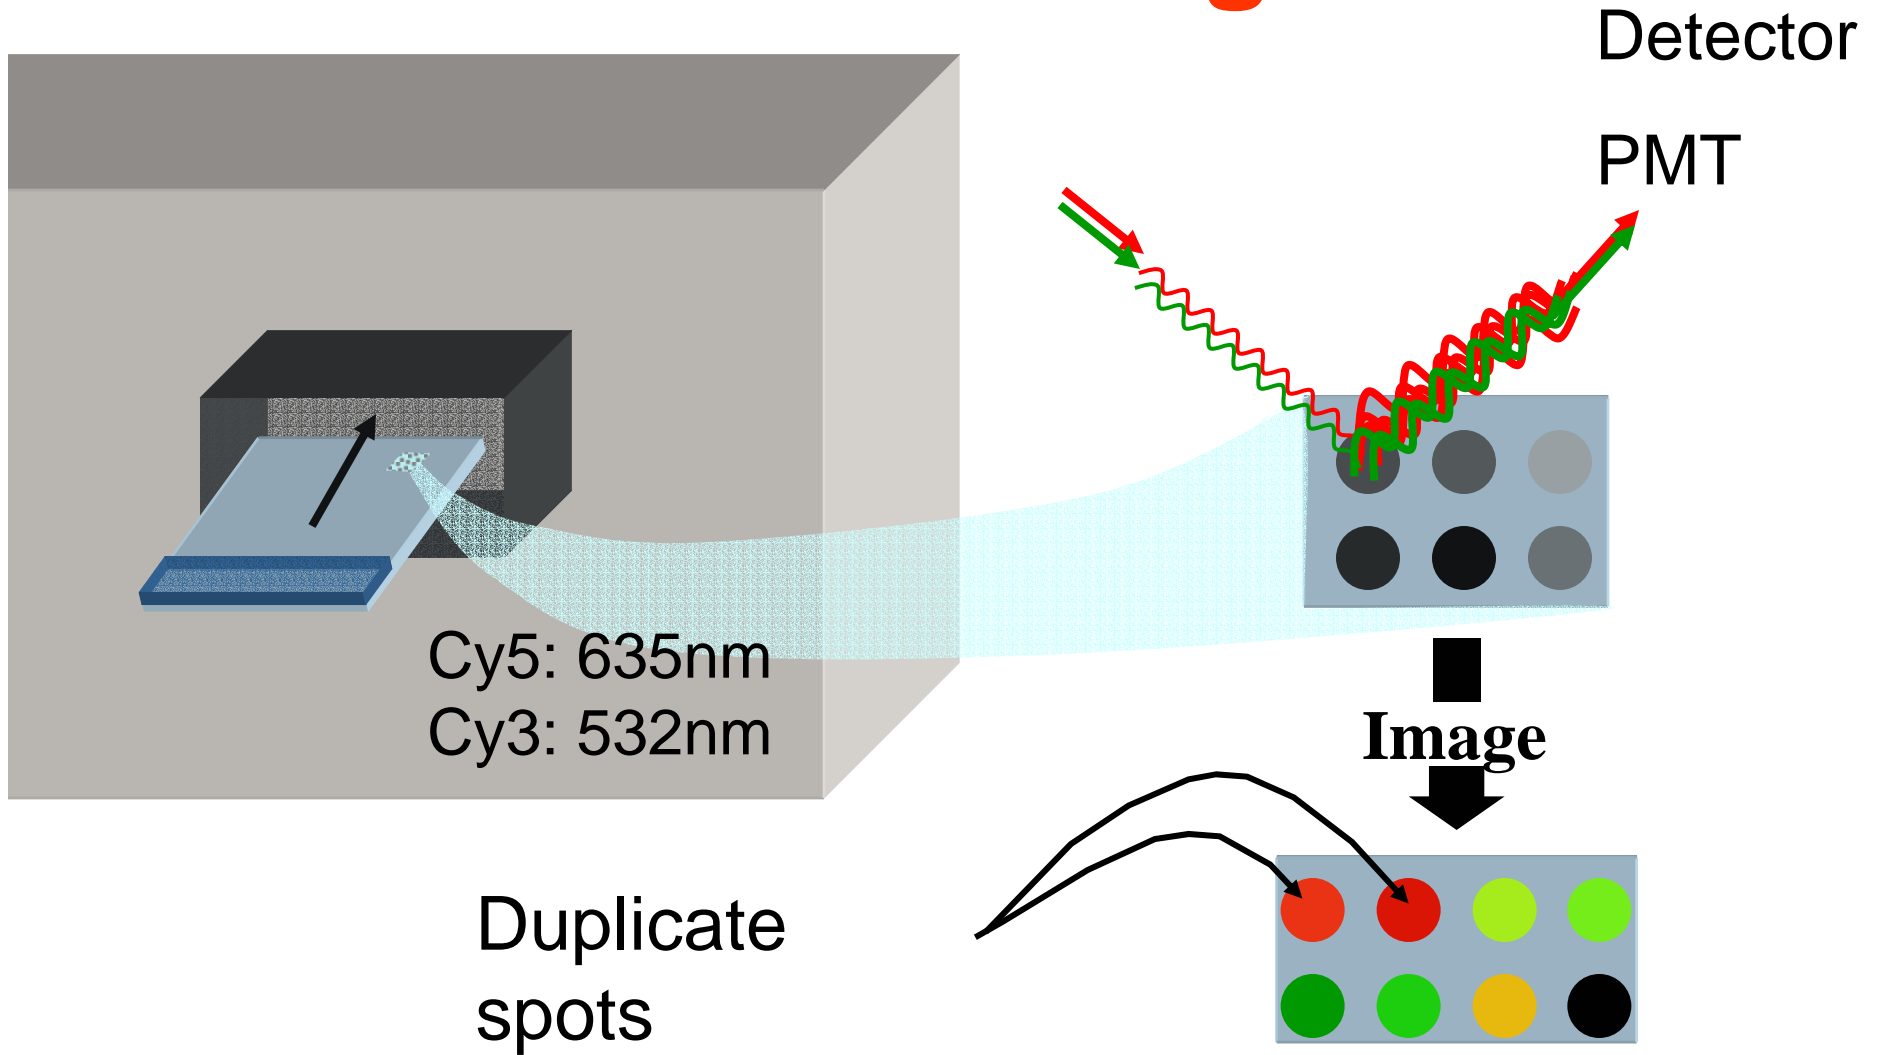 Detector
PMT
Cy5: 635nm
Cy3: 532nm
Image
Duplicate
spots